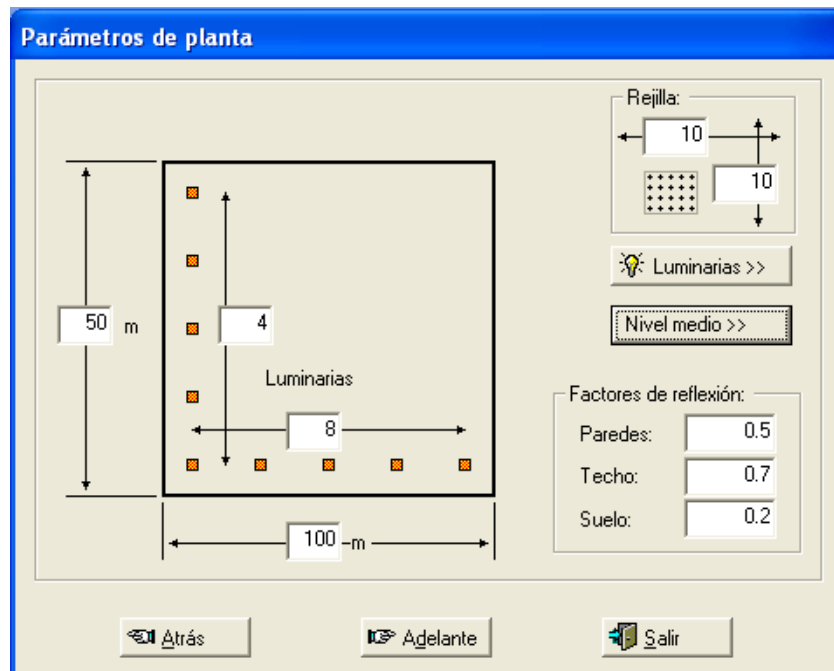 Parámetros de planta
Rejilla:
10
10
Luminarias >>
50 m
4
Nivel medio >>
Luminarias
8
Factores de reflexión:
Paredes: 0.5
Techo: 0.7
Suelo: 0.2
100 m
Atrás
Adelante
Salir